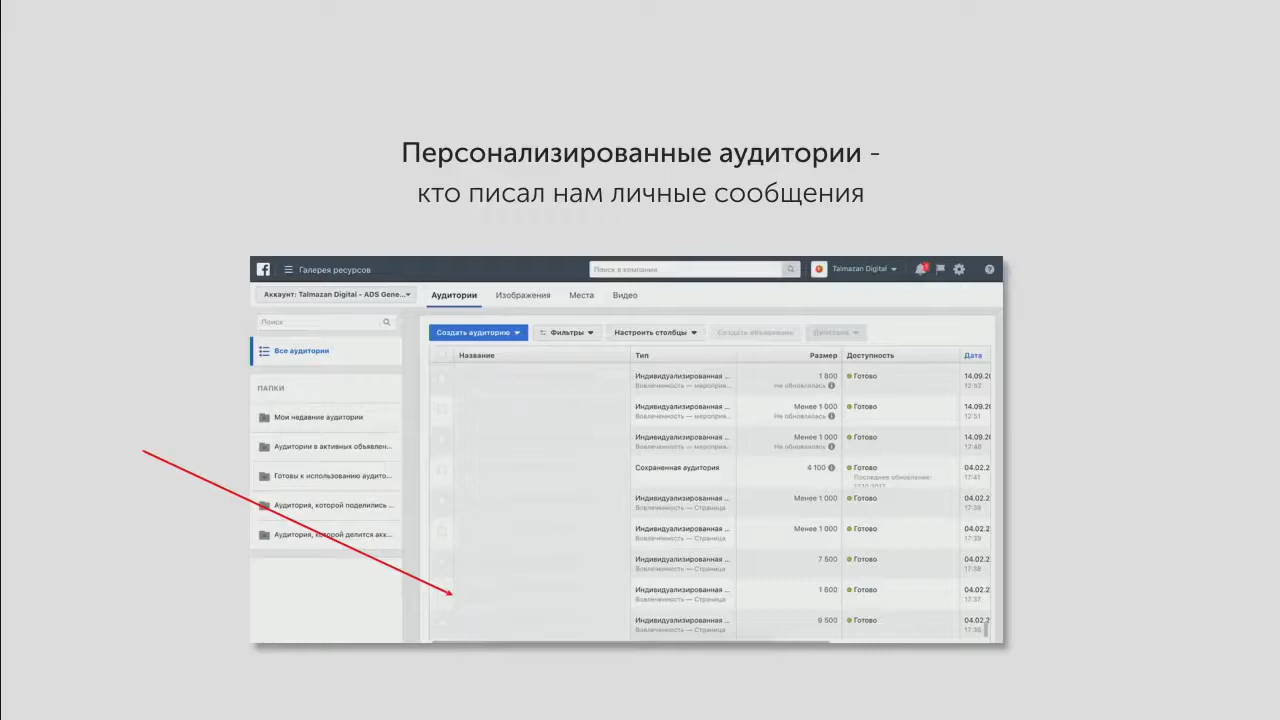 Персонализированные аудитории -
кто писал нам личные сообщения
Галерея ресурсов
Поиск в компании
Talmazan Digital
Аккаунт: Talmazan Digital - ADS Gene...
Аудитории
Изображения
Места
Видео
Поиск
Создать аудиторию
Фильтры
Настроить столбцы
Создать объявление
Действия
Все аудитории
ПАПКИ
Мои недавние аудитории
Аудитории в активных объявлен...
Готовы к использованию аудито...
Аудитория, которой поделились ...
Аудитория, которой делится акк...
Название Тип Размер Доступность Дата
Индивидуализированная ... 1 800 Готово 14.09.20
Вовлеченность — мероприя... Не обновлялась 12:52
Индивидуализированная ... Менее 1 000 Готово 14.09.20
Вовлеченность — мероприя... Не обновлялась 12:51
Индивидуализированная ... Менее 1 000 Готово 14.09.20
Вовлеченность — мероприя... Не обновлялась 12:48
Сохраненная аудитория 4 100 Готово 04.02.2
Последнее обновление: 17:41
Индивидуализированная ... Менее 1 000 Готово 04.02.2
Вовлеченность — Страница 17:39
Индивидуализированная ... Менее 1 000 Готово 04.02.2
Вовлеченность — Страница 17:39
Индивидуализированная ... 7 500 Готово 04.02.2
Вовлеченность — Страница 17:38
Индивидуализированная ... 1 600 Готово 04.02.2
Вовлеченность — Страница 17:37
Индивидуализированная ... 9 500 Готово 04.02.2
Вовлеченность — Страница 17:36